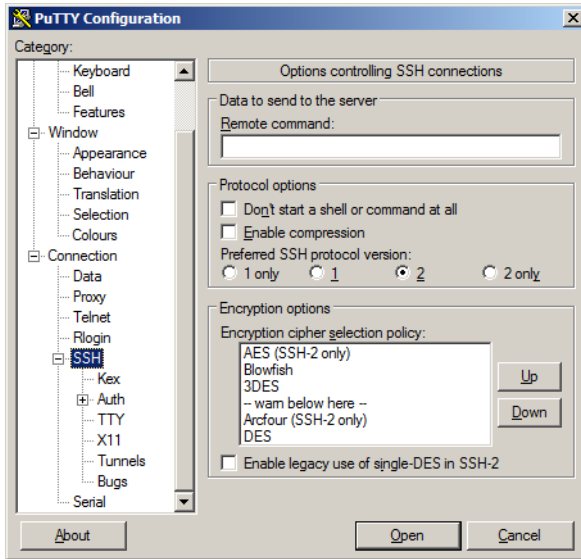 PuTTY Configuration
Category:
Keyboard
Bell
Features
Window
Appearance
Behaviour
Translation
Selection
Colours
Connection
Data
Proxy
Telnet
Rlogin
SSH
Kex
Auth
TTY
X11
Tunnels
Bugs
Serial
Options controlling SSH connections
Data to send to the server
Remote command:
Protocol options
Don't start a shell or command at all
Enable compression
Preferred SSH protocol version:
1 only 1 2 2 only
Encryption options
Encryption cipher selection policy:
AES (SSH-2 only)
Blowfish
3DES
-- warn below here --
Arcfour (SSH-2 only)
DES
Up
Down
Enable legacy use of single-DES in SSH-2
About Open Cancel